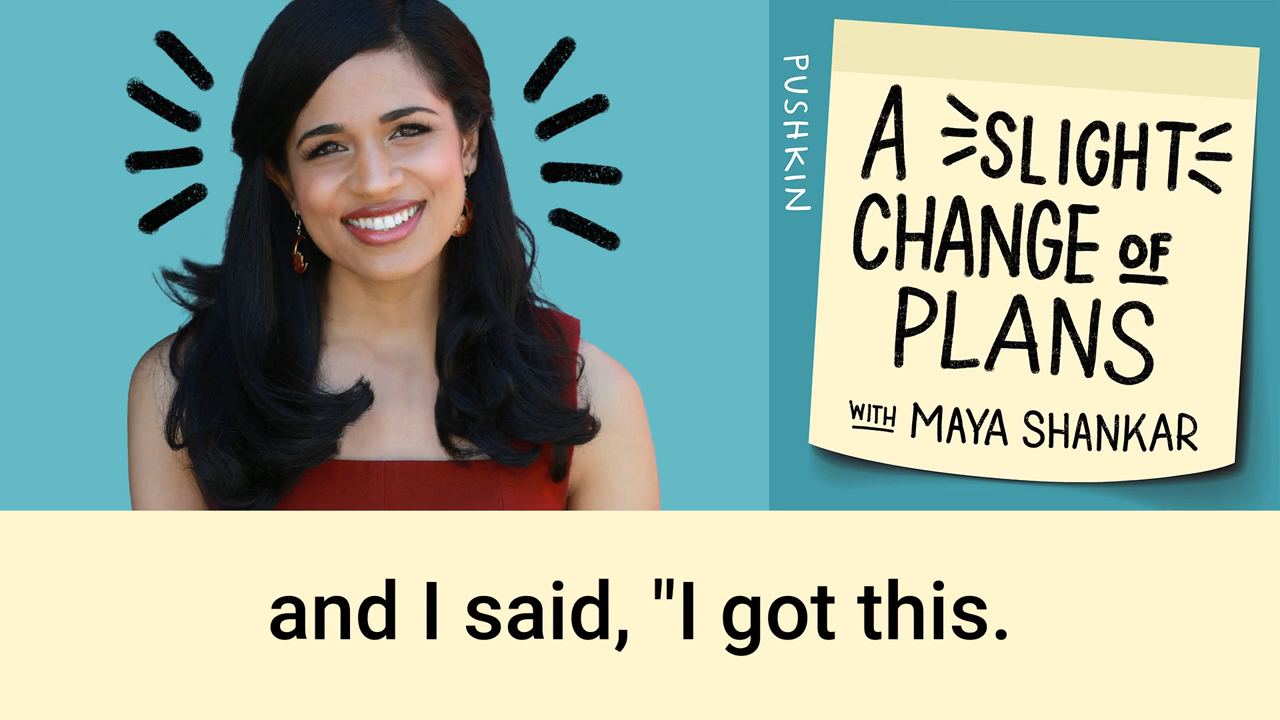 PUSHKIN
A SLIGHT
CHANGE OF
PLANS
WITH MAYA SHANKAR
and I said, "I got this.